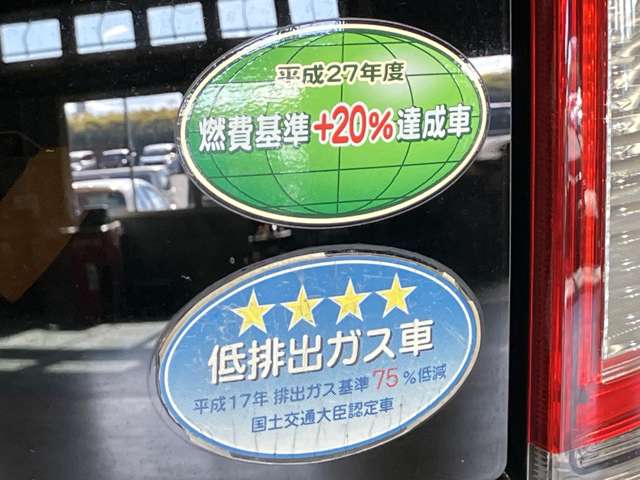 平成27年度
燃費基準+20%達成車
低排出ガス車
平成17年 排出ガス基準75%低減
国土交通大臣認定車